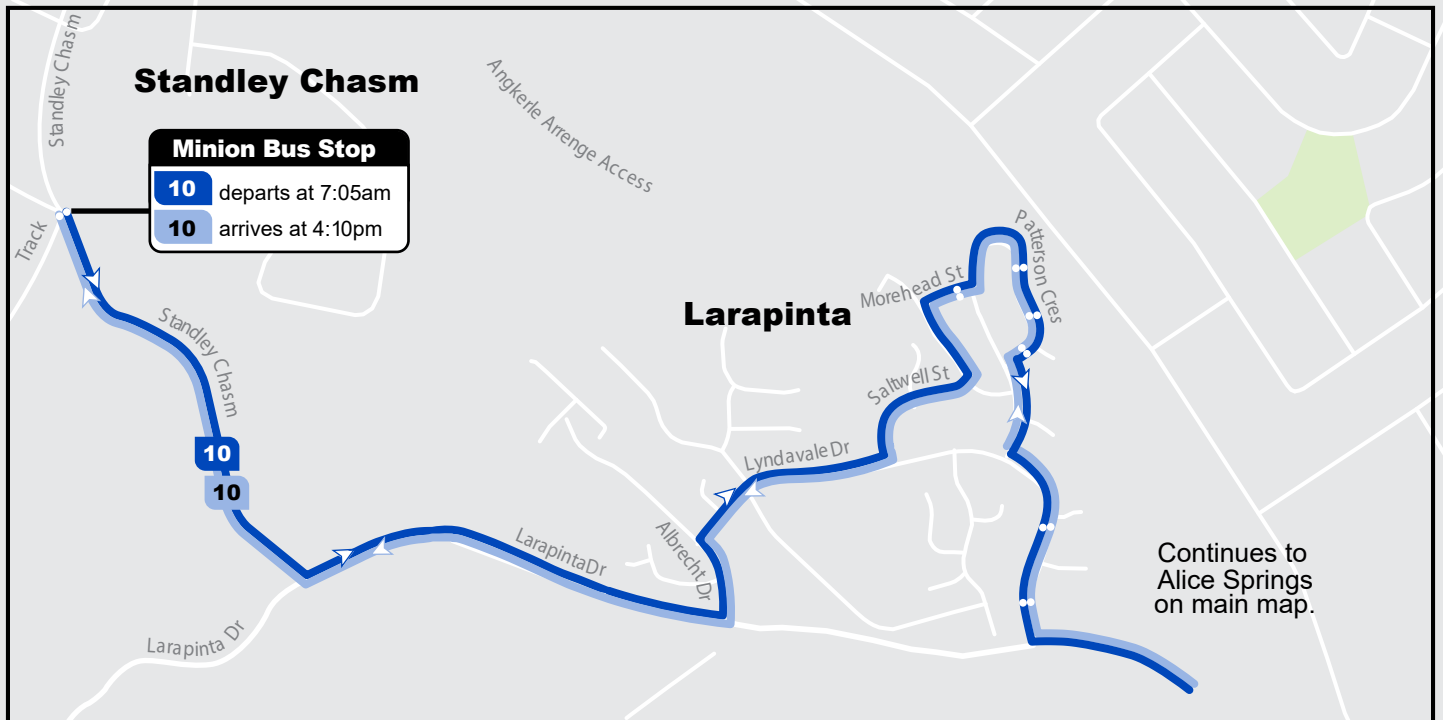 Standley Chasm
Standley Chasm
Angkerle Arrenge Access
Minion Bus Stop
10 departs at 7:05am
10 arrives at 4:10pm
Track
Standley Chasm
Patterson Cres
Morehead St
Larapinta
Saltwell St
10
10
Lyndavale Dr
Larapinta Dr
Albrecht Dr
Continues to
Alice Springs
on main map.
Larapinta Dr